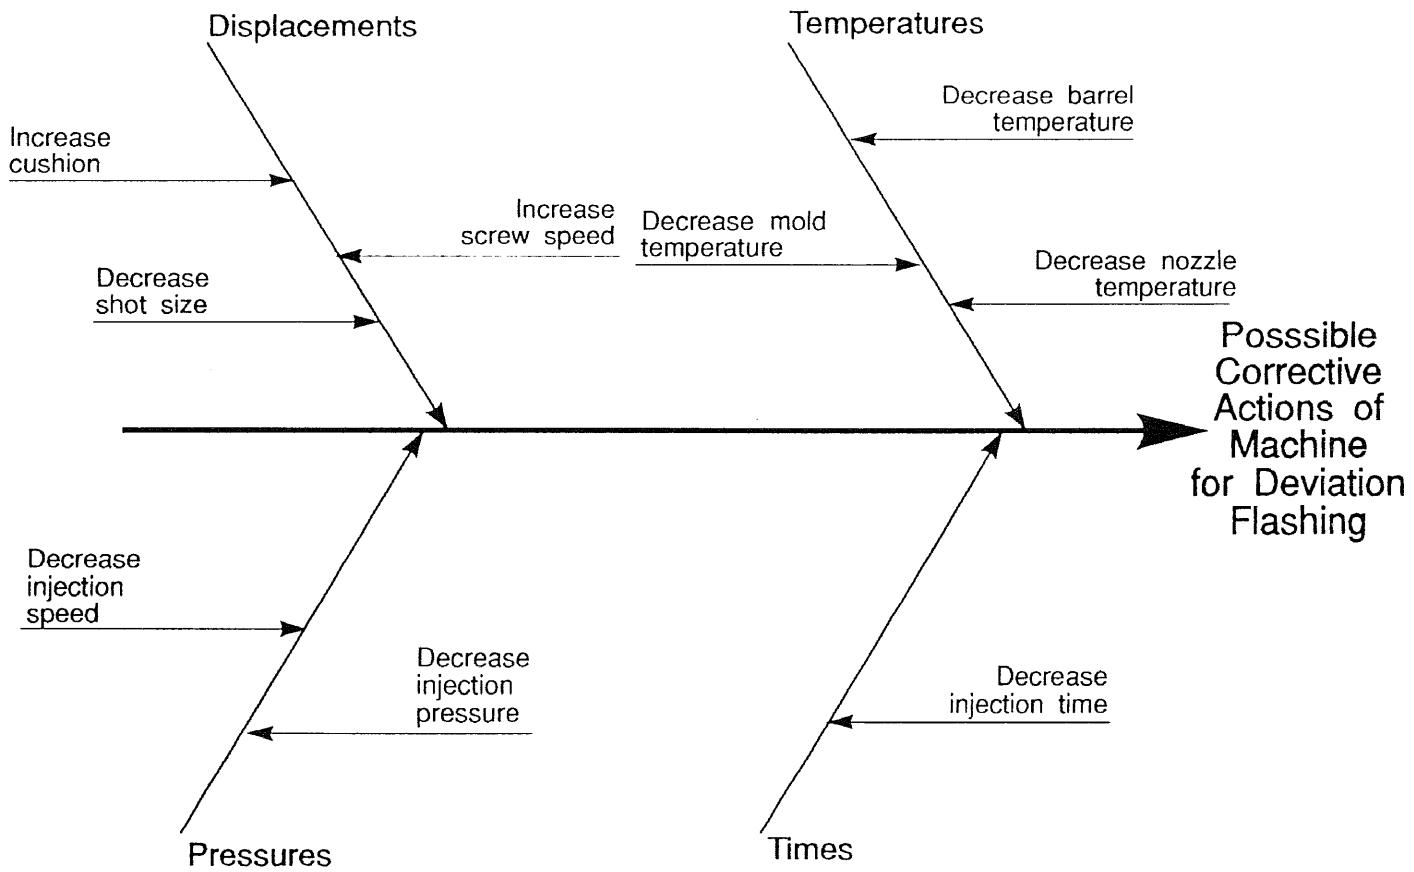 Displacements
Temperatures
Decrease barrel
temperature
Increase
cushion
Increase
screw speed
Decrease mold
temperature
Decrease
shot size
Decrease nozzle
temperature
Posssible
Corrective
Actions of
Machine
for Deviation
Flashing
Decrease
injection
speed
Decrease
injection
pressure
Decrease
injection time
Pressures
Times